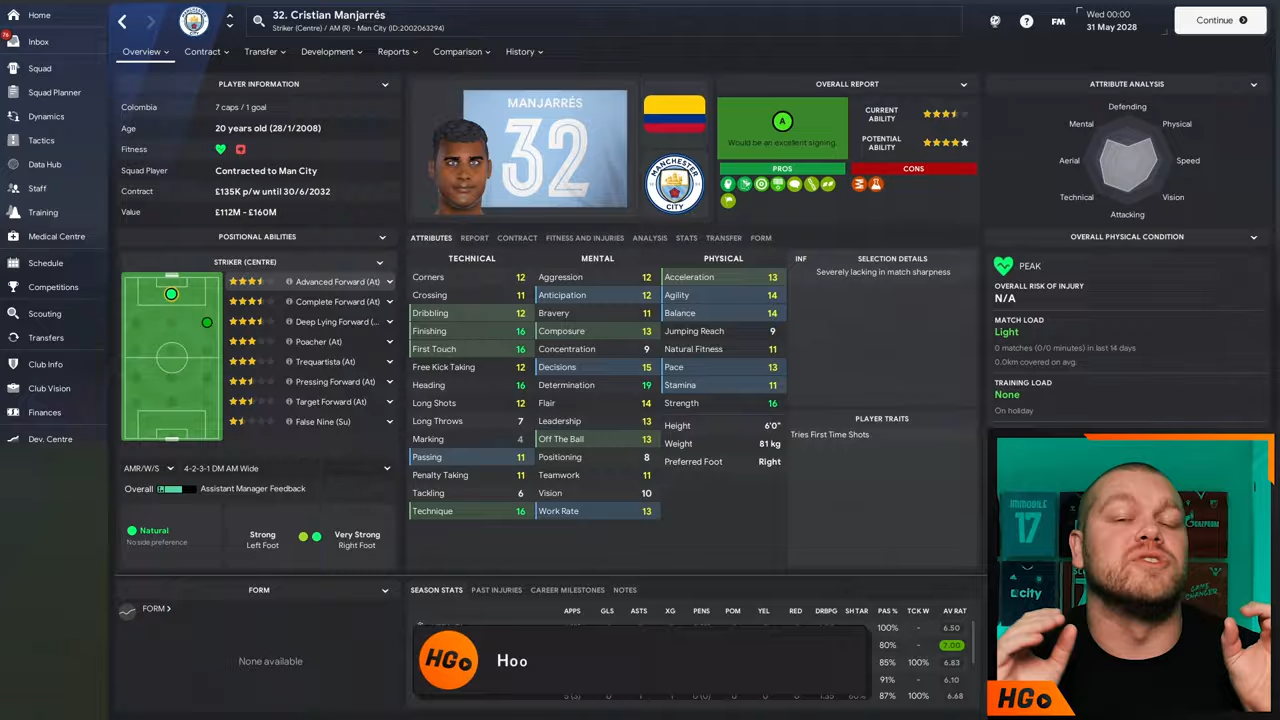 Home
76
Inbox
Squad
Squad Planner
Dynamics
Tactics
Data Hub
Staff
Training
Medical Centre
Schedule
Competitions
Scouting
Transfers
Club Info
Club Vision
Finances
Dev. Centre
32. Cristian Manjarrés
Striker (Centre) / AM (R) - Man City (ID:2002063294)
FM
Wed 00:00
31 May 2028
Continue
Overview
Contract
Transfer
Development
Reports
Comparison
History
PLAYER INFORMATION
Colombia 7 caps / 1 goal
Age 20 years old (28/1/2008)
Fitness
Squad Player Contracted to Man City
Contract £135K p/w until 30/6/2032
Value £112M - £160M
MANJARRÉS
32
MANCHESTER
CITY
OVERALL REPORT
A
Would be an excellent signing.
CURRENT
ABILITY
POTENTIAL
ABILITY
PROS
CONS
ATTRIBUTE ANALYSIS
Defending
Mental
Physical
Aerial
Speed
Technical
Vision
Attacking
POSITIONAL ABILITIES
STRIKER (CENTRE)
Advanced Forward (At)
Complete Forward (At)
Deep Lying Forward (...
Poacher (At)
Trequartista (At)
Pressing Forward (At)
Target Forward (At)
False Nine (Su)
AMR/W/S
4-2-3-1 DM AM Wide
Overall
Assistant Manager Feedback
Natural
No side preference.
Strong
Left Foot
Very Strong
Right Foot
ATTRIBUTES REPORT CONTRACT FITNESS AND INJURIES ANALYSIS STATS TRANSFER FORM
TECHNICAL
Corners 12
Crossing 11
Dribbling 12
Finishing 16
First Touch 16
Free Kick Taking 12
Heading 16
Long Shots 12
Long Throws 7
Marking 4
Passing 11
Penalty Taking 11
Tackling 6
Technique 16
MENTAL
Aggression 12
Anticipation 12
Bravery 11
Composure 13
Concentration 9
Decisions 15
Determination 19
Flair 14
Leadership 13
Off The Ball 13
Positioning 8
Teamwork 11
Vision 10
Work Rate 13
PHYSICAL
Acceleration 13
Agility 14
Balance 14
Jumping Reach 9
Natural Fitness 11
Pace 13
Stamina 11
Strength 16
Height 6'0"
Weight 81 kg
Preferred Foot Right
INF SELECTION DETAILS
Severely lacking in match sharpness
PLAYER TRAITS
Tries First Time Shots
OVERALL PHYSICAL CONDITION
PEAK
OVERALL RISK OF INJURY
N/A
MATCH LOAD
Light
0 matches (0/0 minutes) in last 14 days
0.0km covered on avg.
TRAINING LOAD
None
On holiday
FORM
FORM
None available
SEASON STATS PAST INJURIES CAREER MILESTONES NOTES
APPS GLS ASTS XG PENS POM YEL RED DRBPG SH TAR PAS % TCK W AV RAT
100% - 6.50
80% - 7.00
85% 100% 6.83
91% - 6.10
87% 100% 6.68
HGo
Hoo
IMMOBILE
17
GAZPROM
city
GAME
CHANGER
HGo